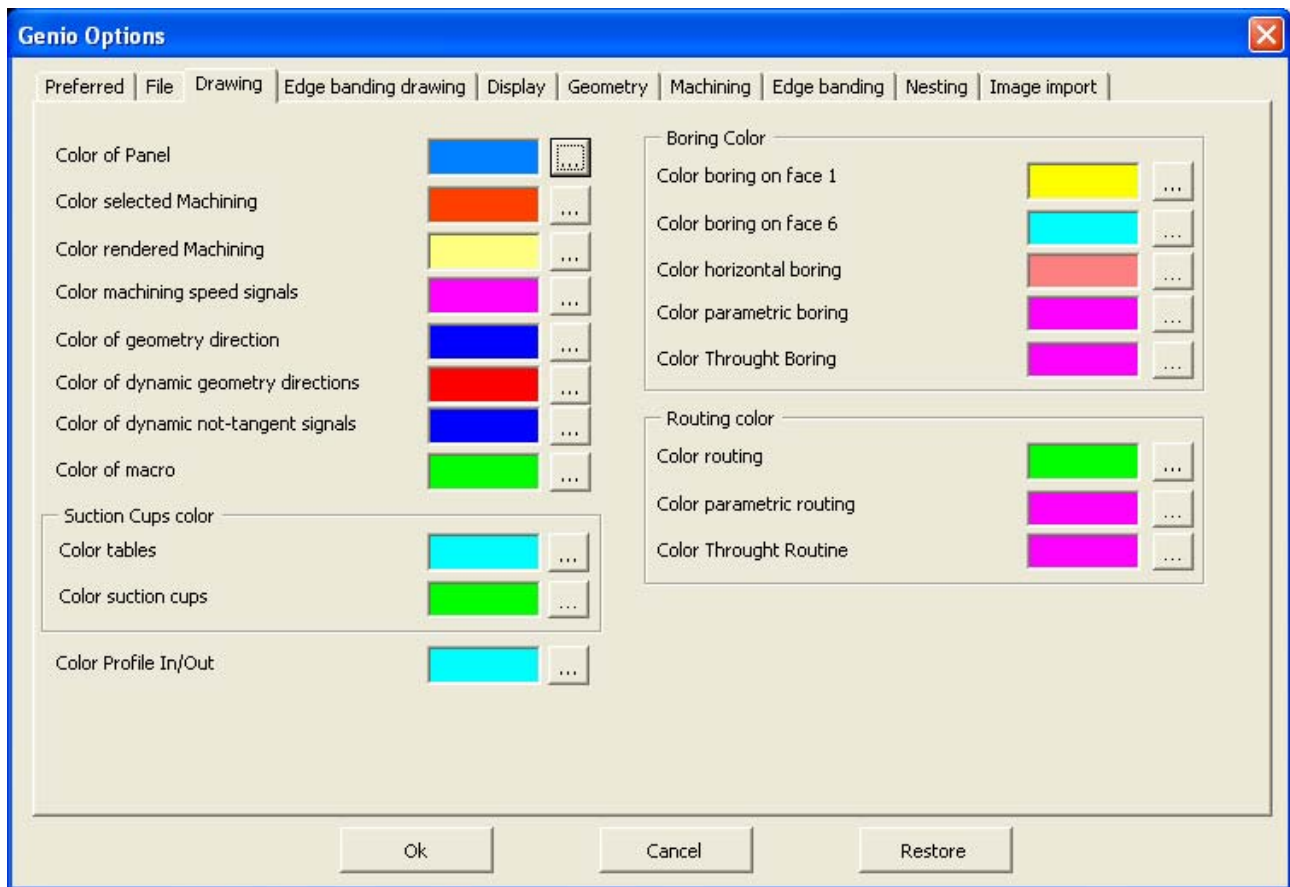 Genio Options
Preferred File Drawing Edge banding drawing Display Geometry Machining Edge banding Nesting Image import
Color of Panel ...
Color selected Machining ...
Color rendered Machining ...
Color machining speed signals ...
Color of geometry direction ...
Color of dynamic geometry directions ...
Color of dynamic not-tangent signals ...
Color of macro ...
Suction Cups color
Color tables ...
Color suction cups ...
Color Profile In/Out ...
Boring Color
Color boring on face 1 ...
Color boring on face 6 ...
Color horizontal boring ...
Color parametric boring ...
Color Throught Boring ...
Routing color
Color routing ...
Color parametric routing ...
Color Throught Routine ...
Ok Cancel Restore